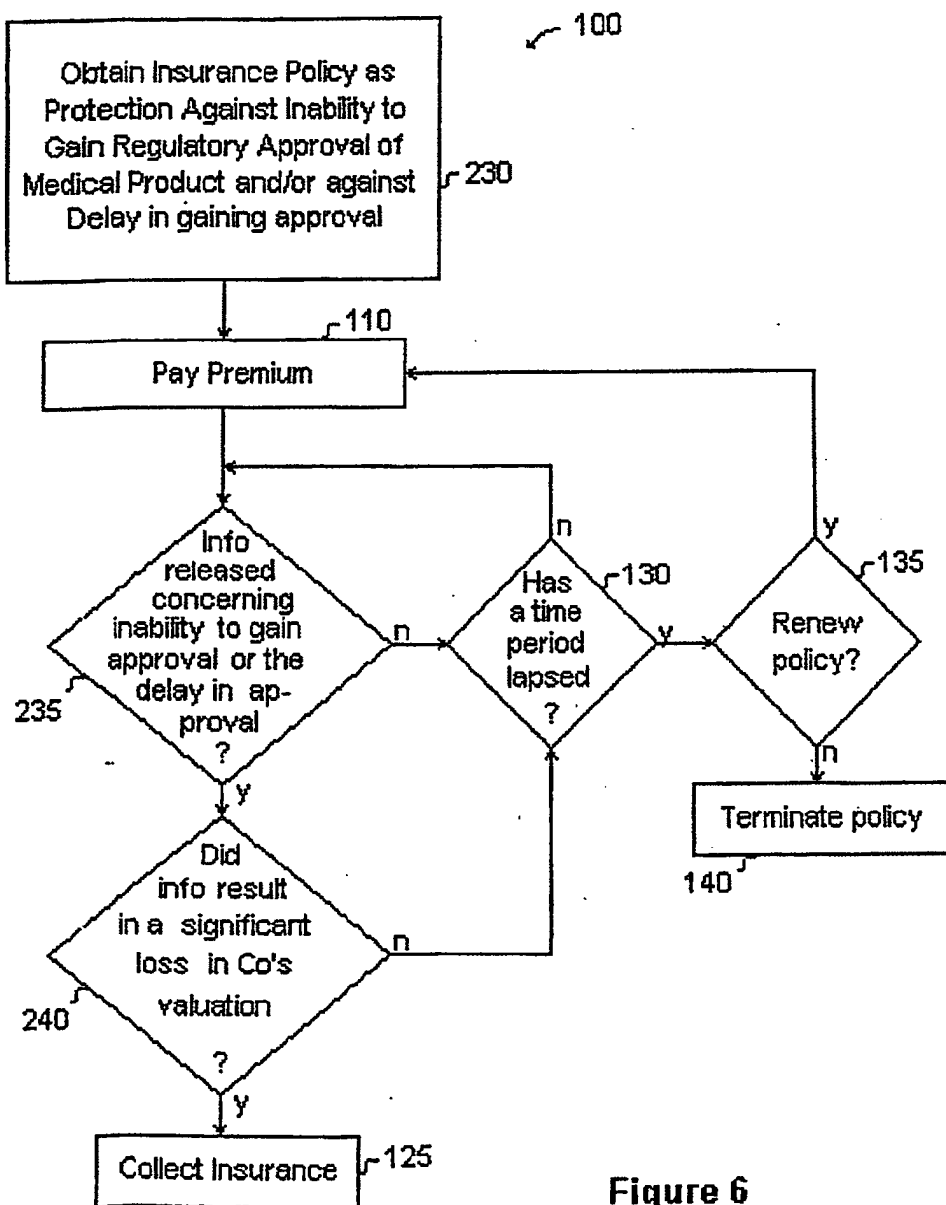 100
Obtain Insurance Policy as
Protection Against Inability to
Gain Regulatory Approval of
Medical Product and/or against
Delay in gaining approval
230
110
Pay Premium
Info
released
concerning
inability to gain
approval or the
delay in ap-
proval
?
235
n
y
Has
a time
period
lapsed
?
130
n
y
Renew
policy?
135
y
n
Terminate policy
140
Did
info result
in a significant
loss in Co's
valuation
?
240
n
y
Collect Insurance
125
Figure 6